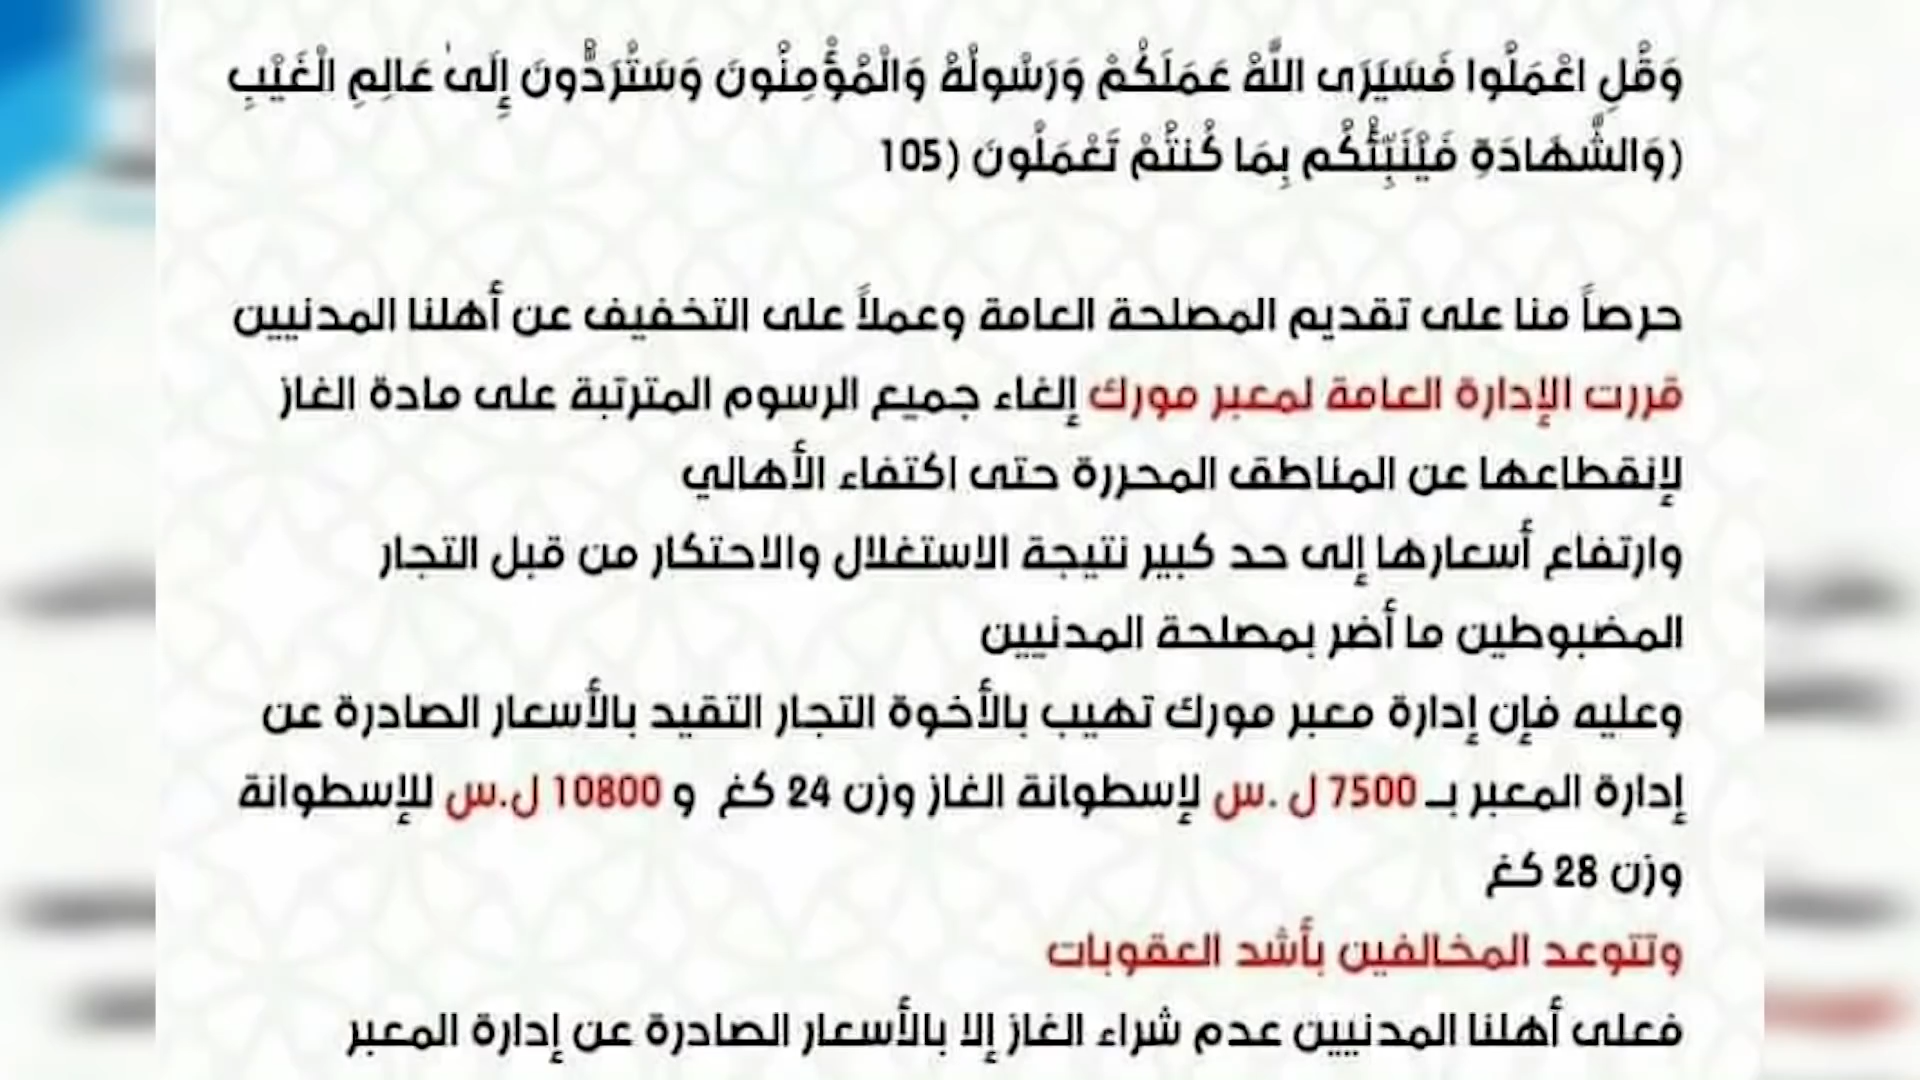 وَقُلِ اعْمَلُوا فَسَيَرَى اللَّهُ عَمَلَكُمْ وَرَسُولُهُ وَالْمُؤْمِنُونَ وَسَتُرَدُّونَ إِلَىٰ عَالِمِ الْغَيْبِ
(وَالشَّهَادَةِ فَيُنَبِّئُكُم بِمَا كُنتُمْ تَعْمَلُونَ (105
حرصاً منا على تقديم المصلحة العامة وعملاً على التخفيف عن أهلنا المدنيين
قررت الإدارة العامة لمعبر مورك إلغاء جميع الرسوم المترتبة على مادة الغاز
لإنقطاعها عن المناطق المحررة حتى اكتفاء الأهالي
وارتفاع أسعارها إلى حد كبير نتيجة الاستغلال والاحتكار من قبل التجار
المضبوطين ما أضر بمصلحة المدنيين
وعليه فإن إدارة معبر مورك تهيب بالأخوة التجار التقيد بالأسعار الصادرة عن
إدارة المعبر بـ 7500 ل .س لإسطوانة الغاز وزن 24 كغ و 10800 ل.س للإسطوانة
وزن 28 كغ
وتتوعد المخالفين بأشد العقوبات
فعلى أهلنا المدنيين عدم شراء الغاز إلا بالأسعار الصادرة عن إدارة المعبر